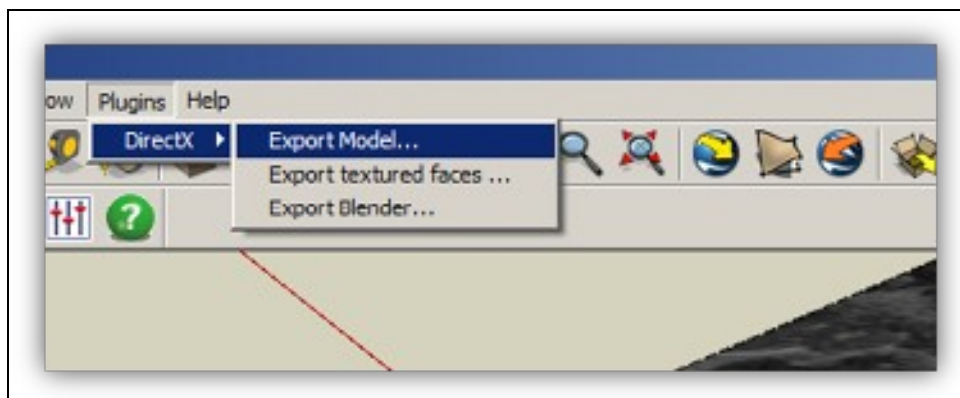 ow Plugins Help
DirectX
Export Model...
Export textured faces ...
Export Blender...
?